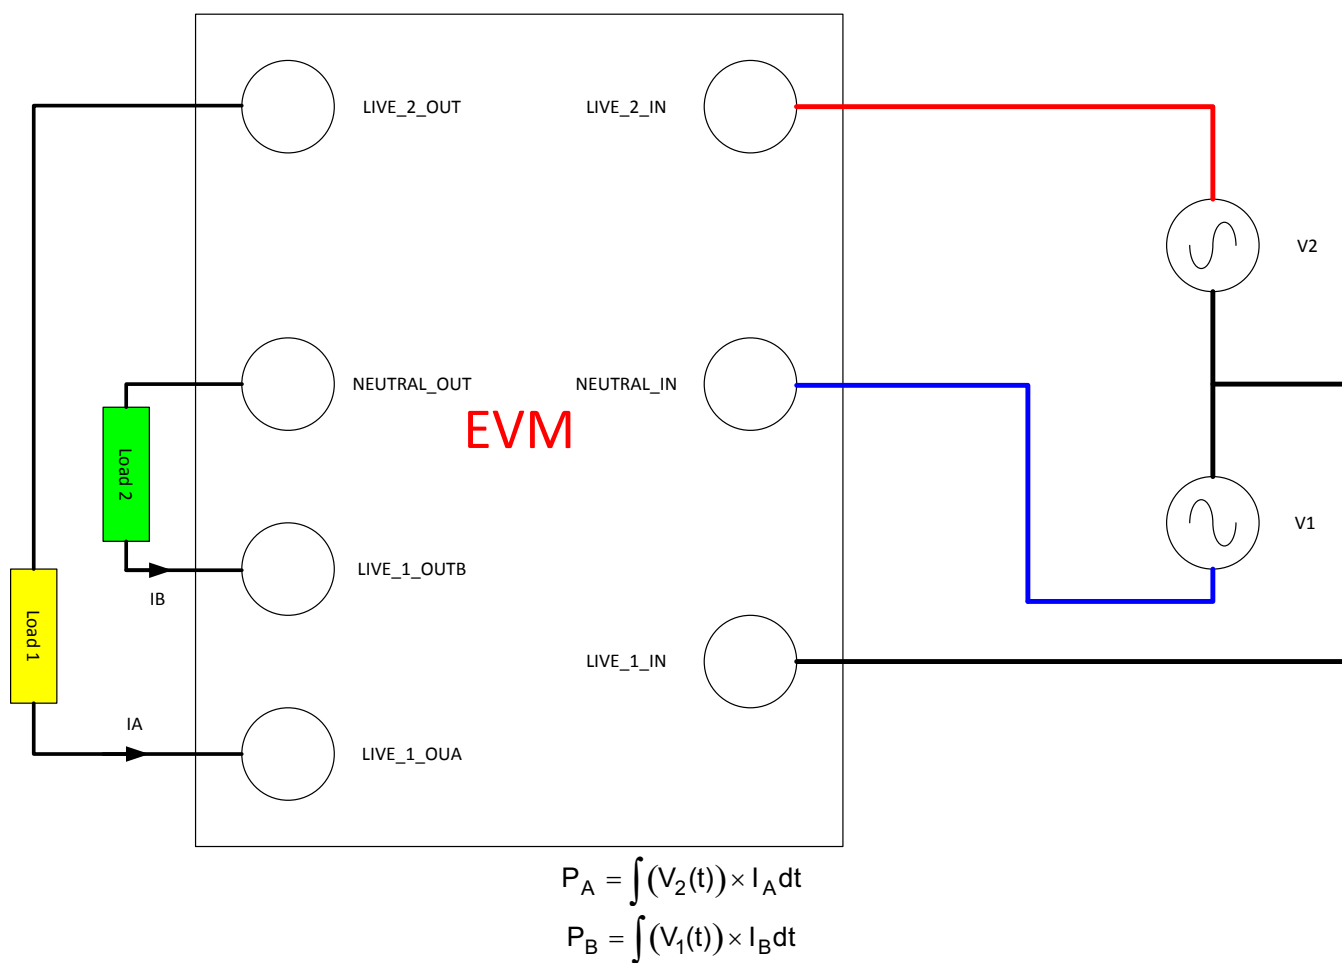 LIVE_2_OUT LIVE_2_IN
V2
NEUTRAL_OUT NEUTRAL_IN
EVM
Load 2
V1
LIVE_1_OUTB
IB
Load 1
LIVE_1_IN
IA
LIVE_1_OUA
P_A = ∫(V_2(t)) × I_A dt
P_B = ∫(V_1(t)) × I_B dt